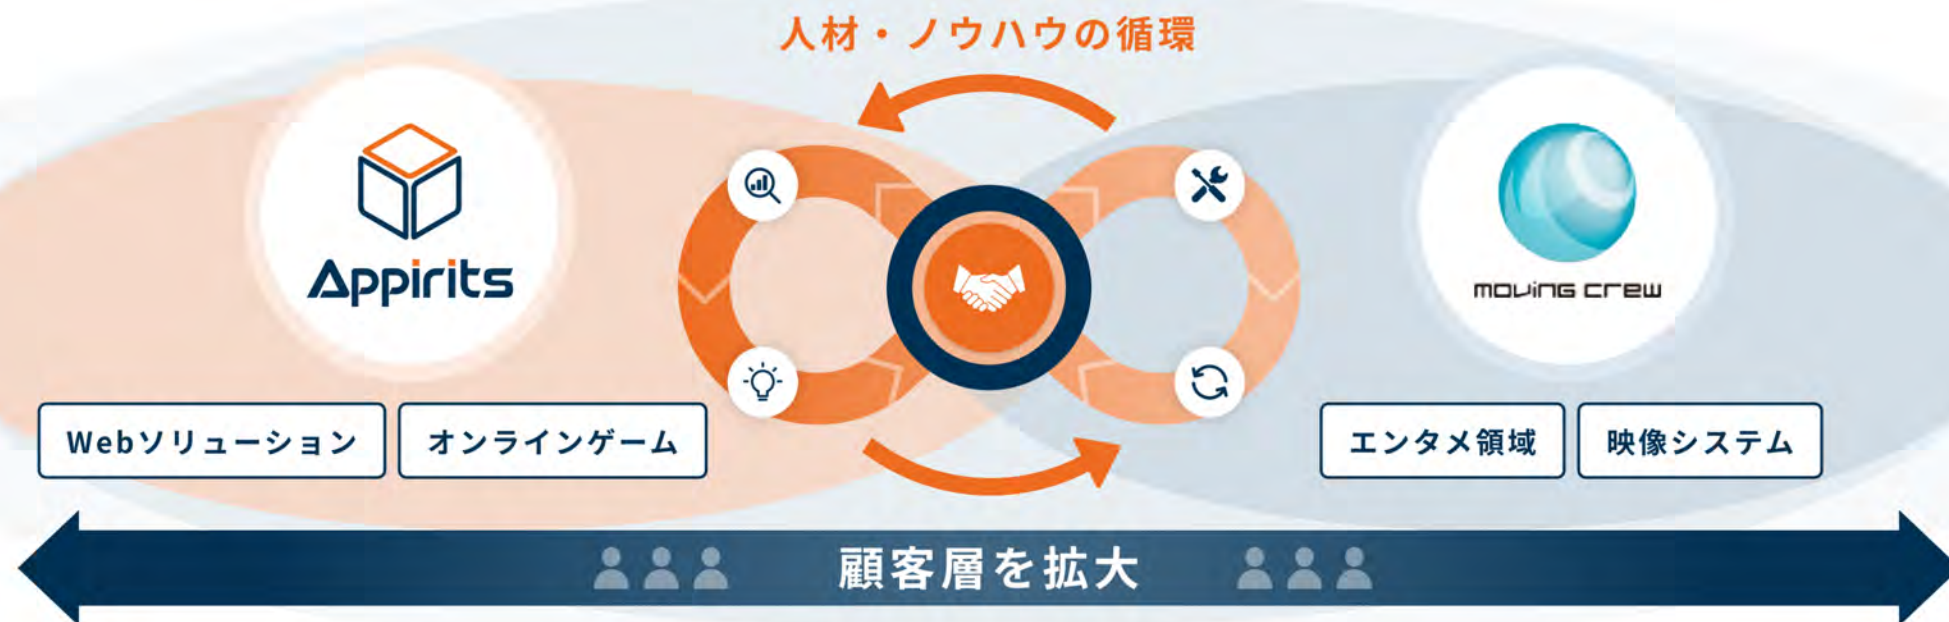 人材・ノウハウの循環
Appirits
moving crew
Webソリューション
オンラインゲーム
エンタメ領域
映像システム
顧客層を拡大